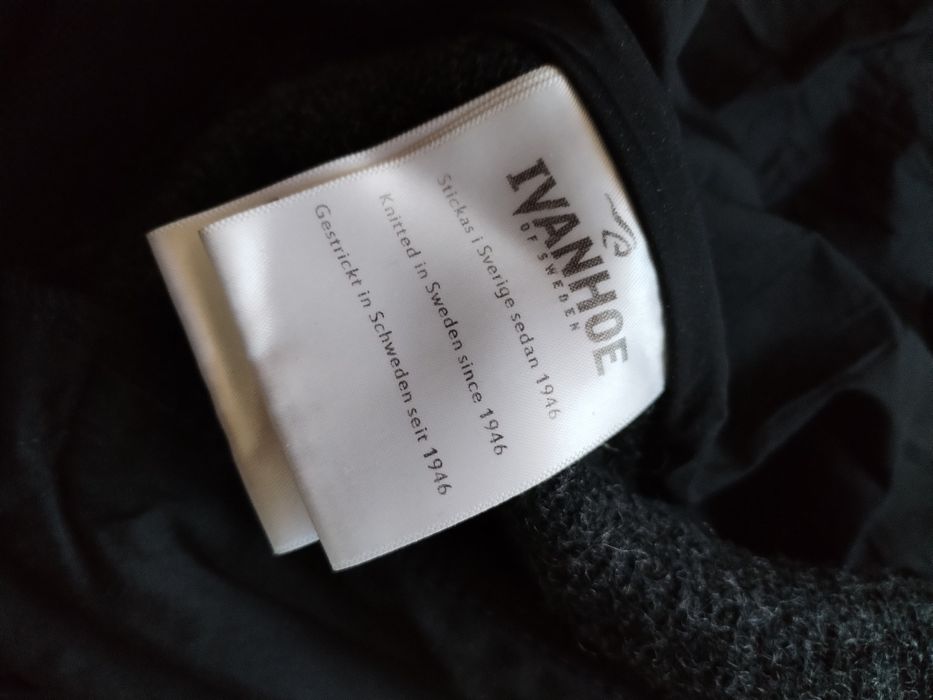 IVANHOE
OF SWEDEN
Stickas i Sverige sedan 1946
Knitted in Sweden since 1946
Gestrickt in Schweden seit 1946